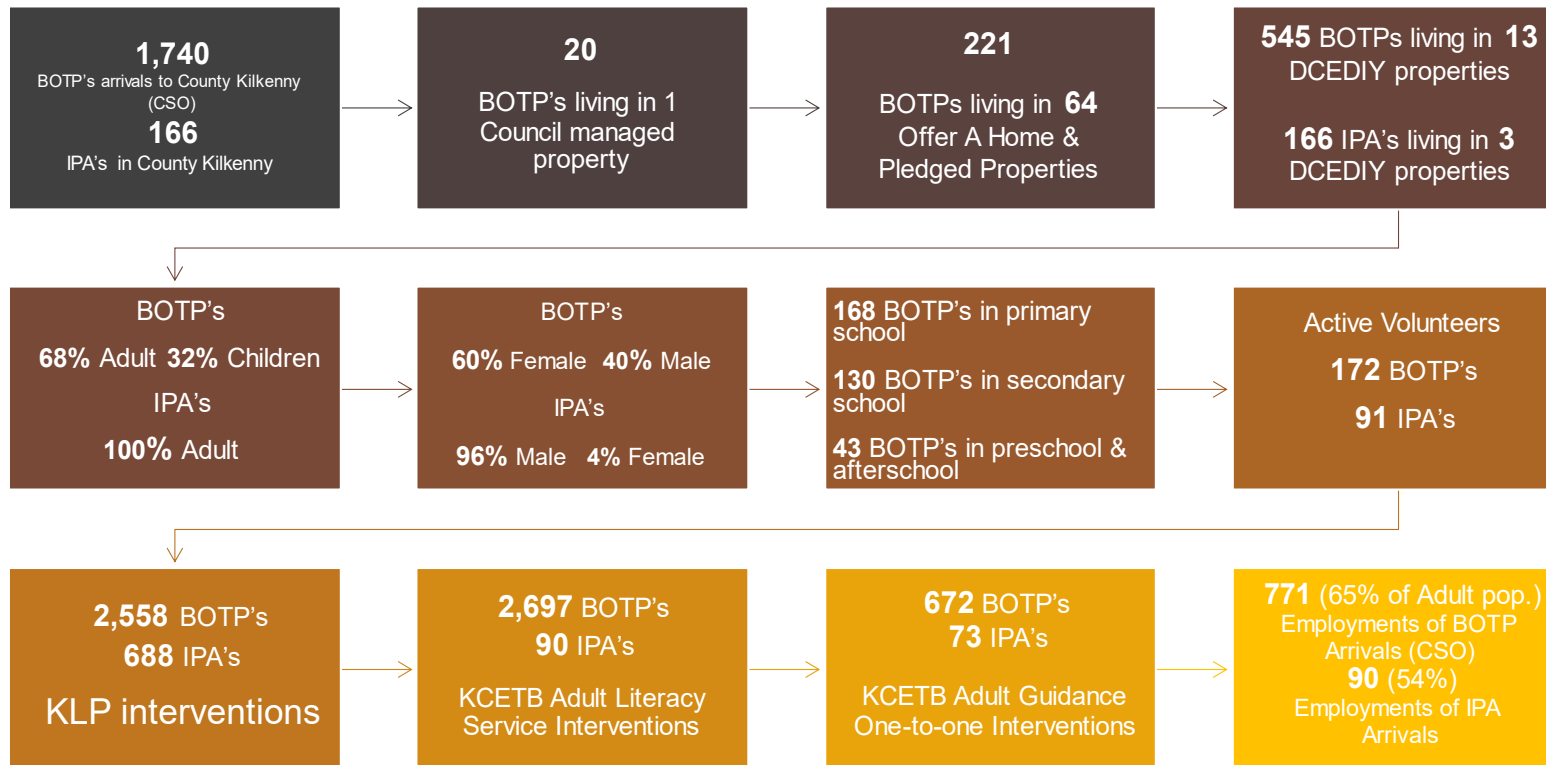 1,740
BOTP’s arrivals to County Kilkenny
(CSO)
166
IPA’s in County Kilkenny
20
BOTP’s living in 1
Council managed
property
221
BOTPs living in 64
Offer A Home &
Pledged Properties
545 BOTPs living in 13
DCEDIY properties
166 IPA’s living in 3
DCEDIY properties
BOTP’s
68% Adult 32% Children
IPA’s
100% Adult
BOTP’s
60% Female 40% Male
IPA’s
96% Male 4% Female
168 BOTP’s in primary
school
130 BOTP’s in secondary
school
43 BOTP’s in preschool &
afterschool
Active Volunteers
172 BOTP’s
91 IPA’s
2,558 BOTP’s
688 IPA’s
KLP interventions
2,697 BOTP’s
90 IPA’s
KCETB Adult Literacy
Service Interventions
672 BOTP’s
73 IPA’s
KCETB Adult Guidance
One-to-one Interventions
771 (65% of Adult pop.)
Employments of BOTP
Arrivals (CSO)
90 (54%)
Employments of IPA
Arrivals